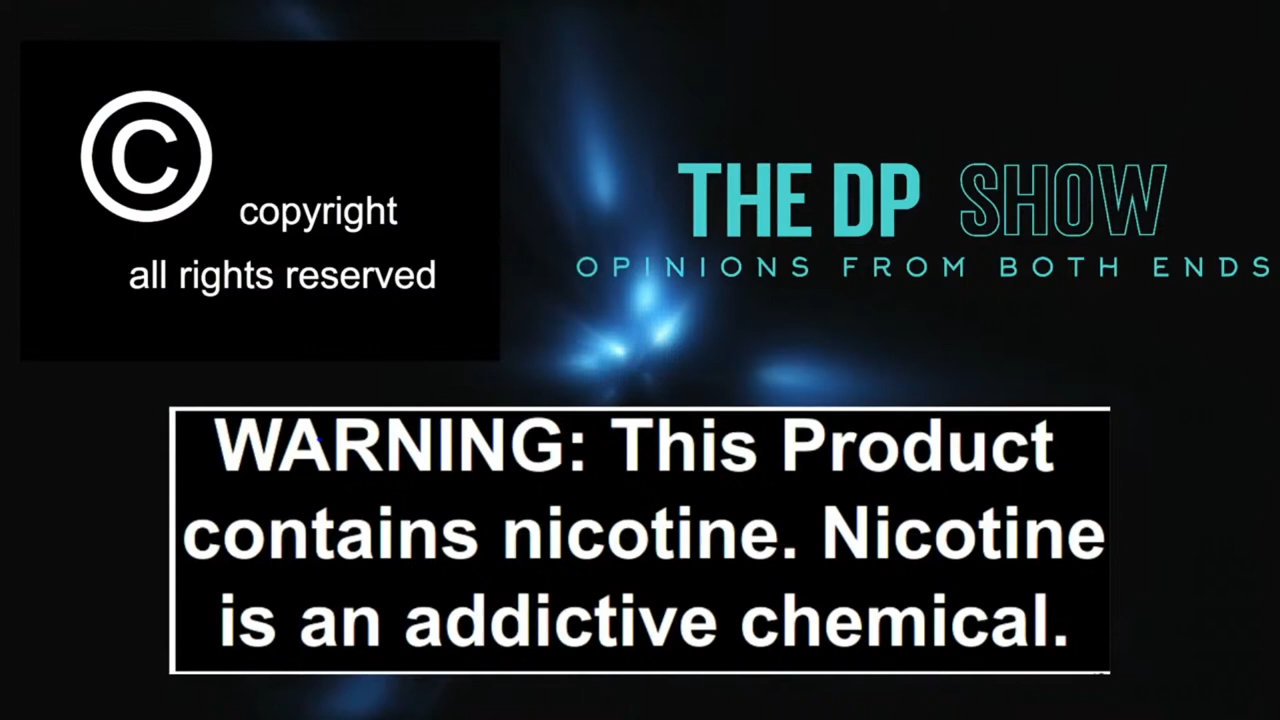 ©
copyright
all rights reserved
THE DP SHOW
OPINIONS FROM BOTH ENDS
WARNING: This Product
contains nicotine. Nicotine
is an addictive chemical.